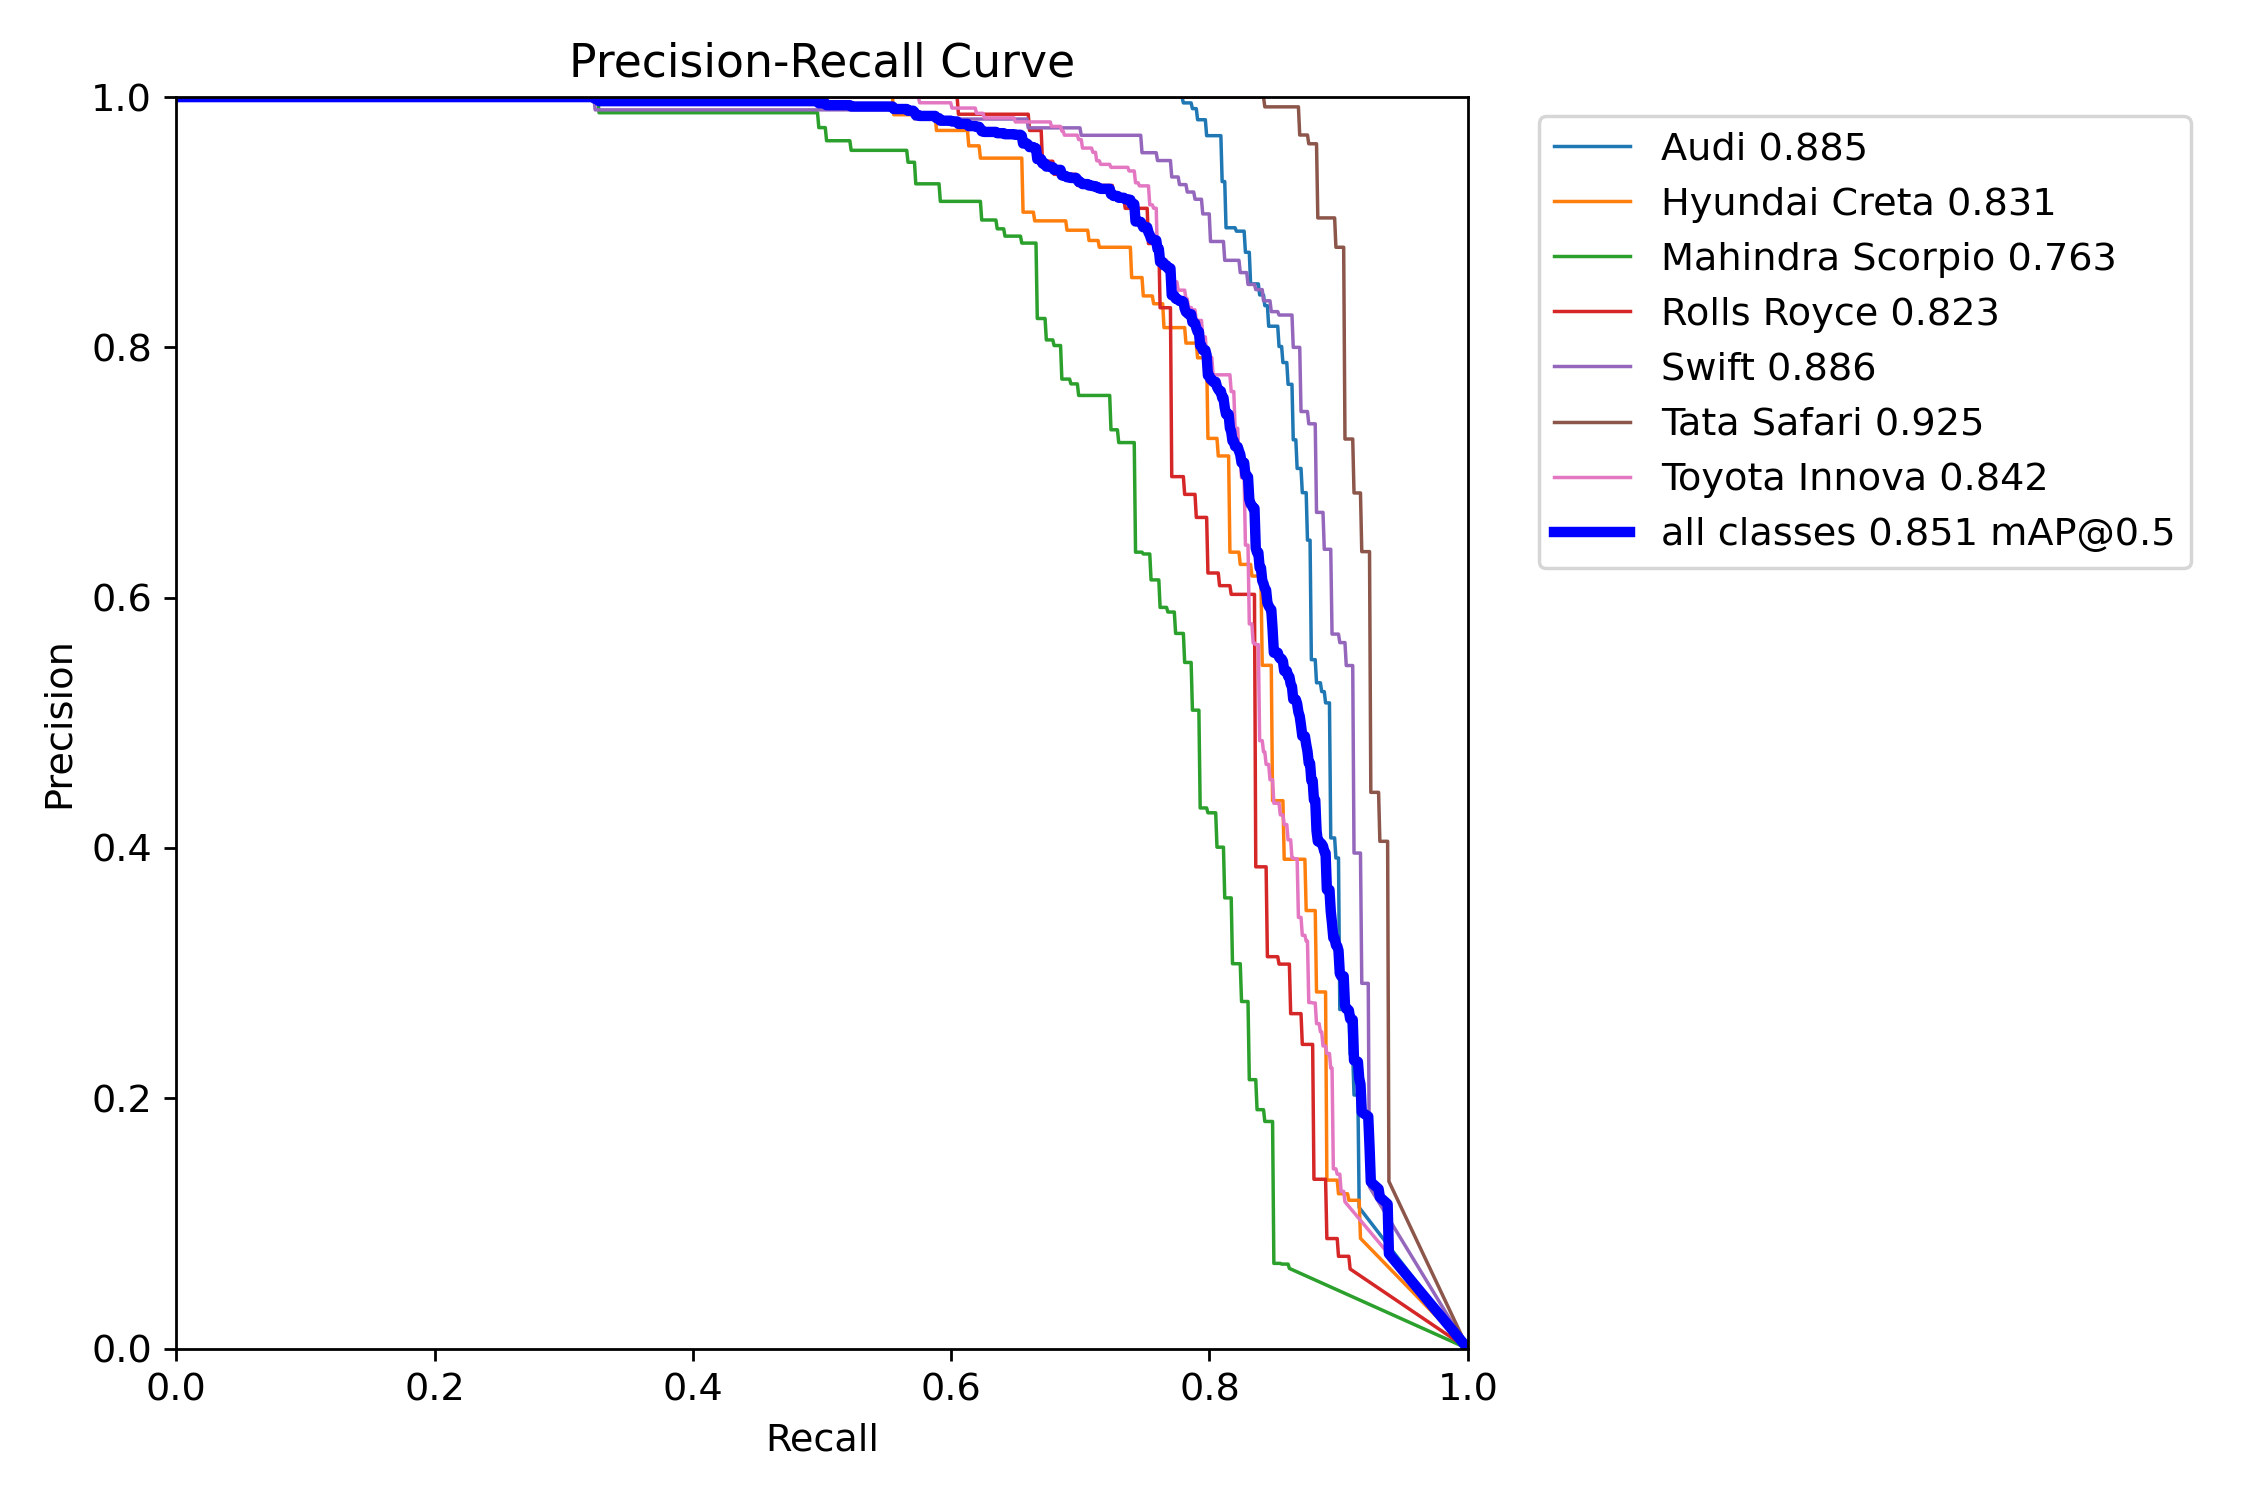 Precision-Recall Curve
1.0
0.8
0.6
0.4
0.2
0.0
Precision
0.0 0.2 0.4 0.6 0.8 1.0
Recall
Audi 0.885
Hyundai Creta 0.831
Mahindra Scorpio 0.763
Rolls Royce 0.823
Swift 0.886
Tata Safari 0.925
Toyota Innova 0.842
all classes 0.851 mAP@0.5